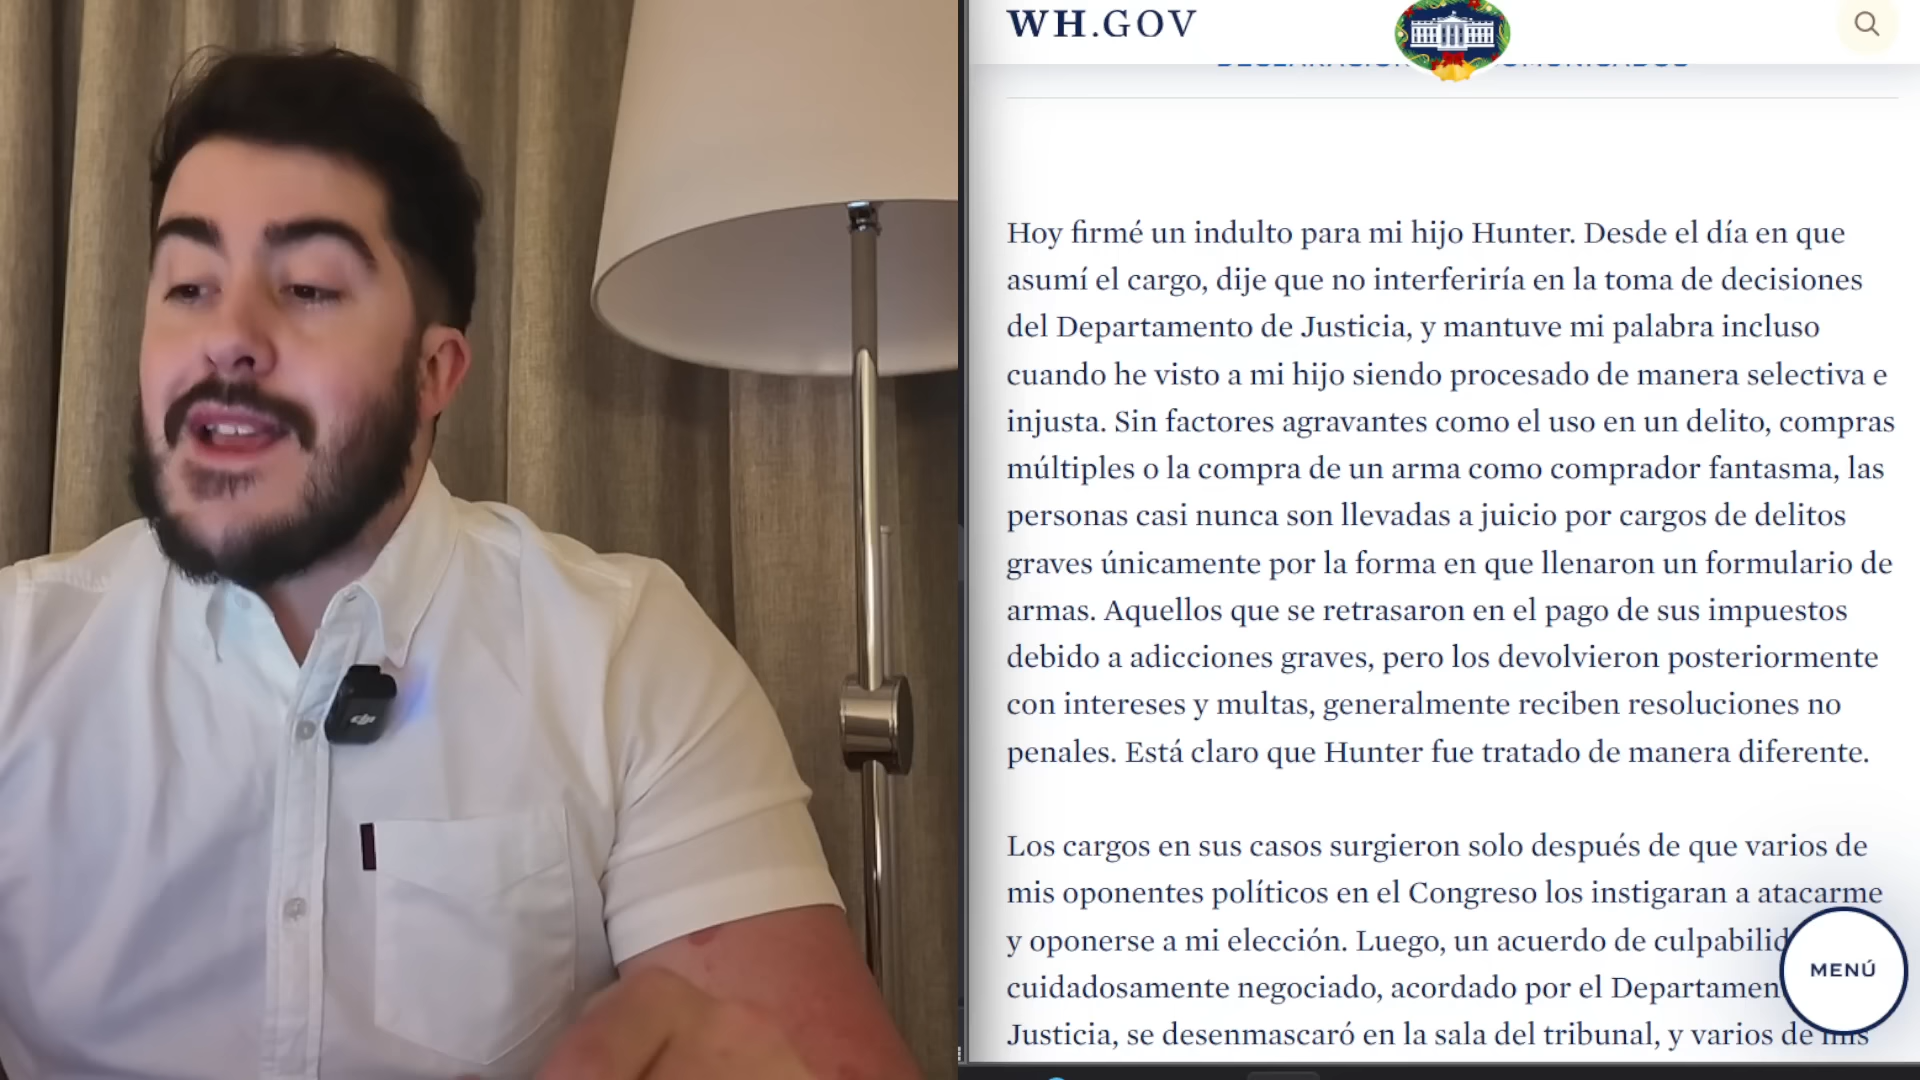 WH.GOV
Hoy firmé un indulto para mi hijo Hunter. Desde el día en que
asumí el cargo, dije que no interferiría en la toma de decisiones
del Departamento de Justicia, y mantuve mi palabra incluso
cuando he visto a mi hijo siendo procesado de manera selectiva e
injusta. Sin factores agravantes como el uso en un delito, compras
múltiples o la compra de un arma como comprador fantasma, las
personas casi nunca son llevadas a juicio por cargos de delitos
graves únicamente por la forma en que llenaron un formulario de
armas. Aquellos que se retrasaron en el pago de sus impuestos
debido a adicciones graves, pero los devolvieron posteriormente
con intereses y multas, generalmente reciben resoluciones no
penales. Está claro que Hunter fue tratado de manera diferente.
Los cargos en sus casos surgieron solo después de que varios de
mis oponentes políticos en el Congreso los instigaran a atacarme
y oponerse a mi elección. Luego, un acuerdo de culpabilid
cuidadosamente negociado, acordado por el Departamen
Justicia, se desenmascaró en la sala del tribunal, y varios de mis
MENÚ
dji